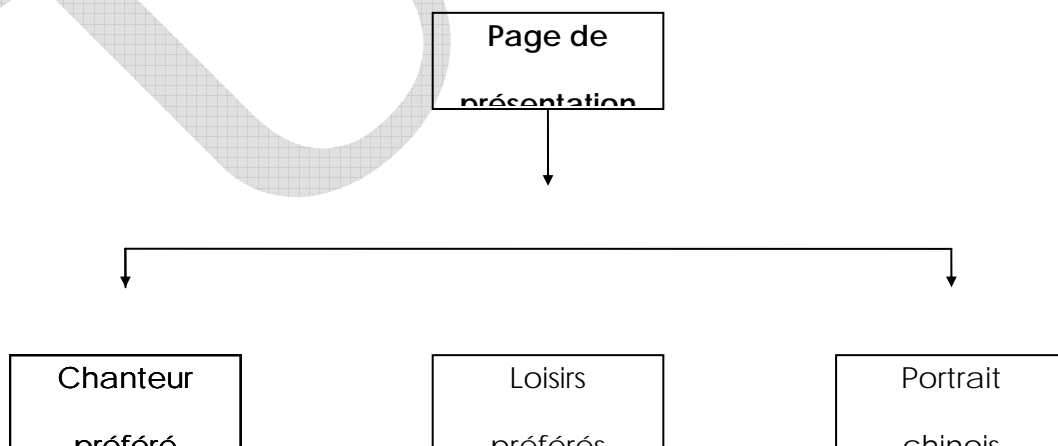 Page de
présentation
Chanteur
préféré
Loisirs
préférés
Portrait
chinois